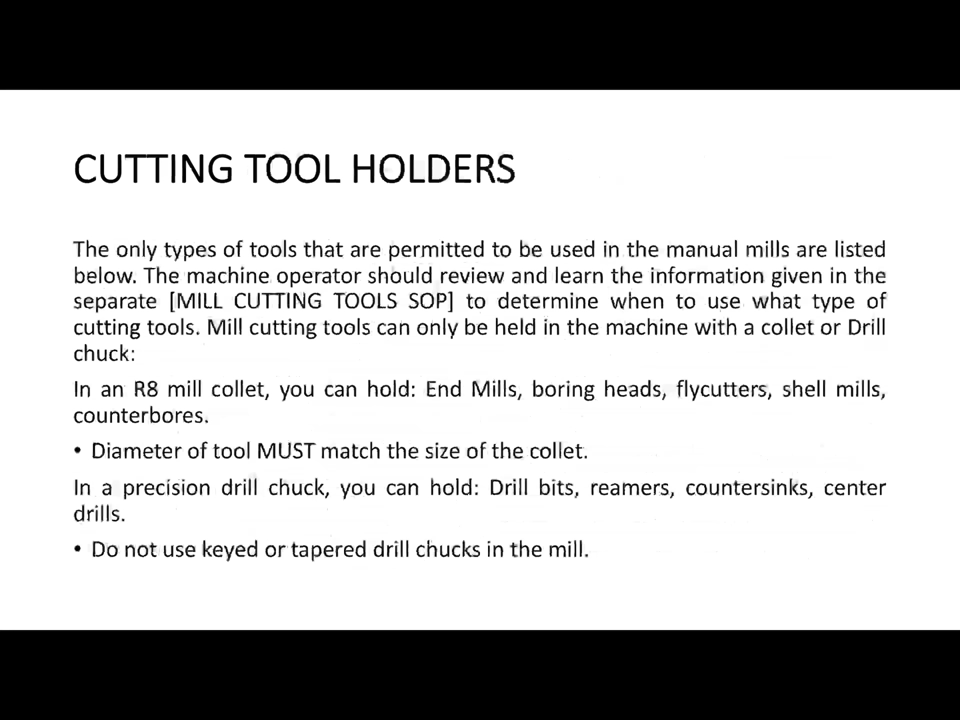 CUTTING TOOL HOLDERS
The only types of tools that are permitted to be used in the manual mills are listed
below. The machine operator should review and learn the information given in the
separate [MILL CUTTING TOOLS SOP] to determine when to use what type of
cutting tools. Mill cutting tools can only be held in the machine with a collet or Drill
chuck:
In an R8 mill collet, you can hold: End Mills, boring heads, flycutters, shell mills,
counterbores.
• Diameter of tool MUST match the size of the collet.
In a precision drill chuck, you can hold: Drill bits, reamers, countersinks, center
drills.
• Do not use keyed or tapered drill chucks in the mill.